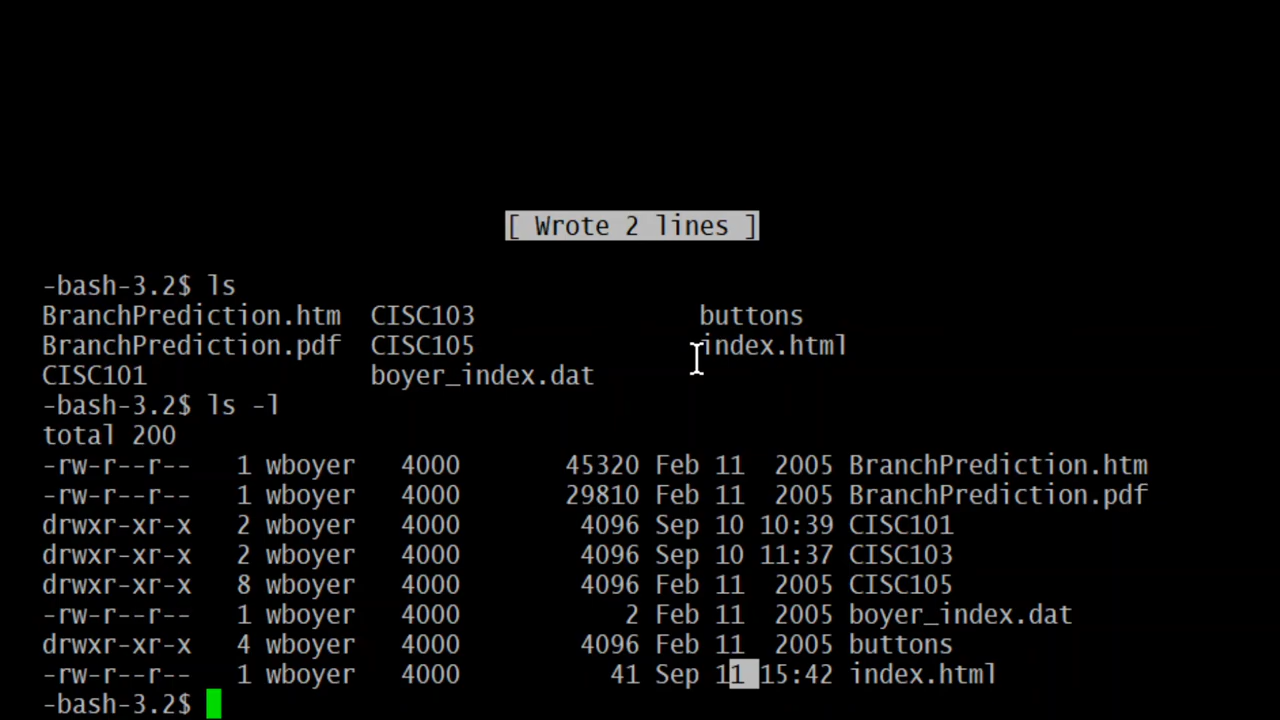 [ Wrote 2 lines ]
-bash-3.2$ ls
BranchPrediction.htm  CISC103               buttons
BranchPrediction.pdf  CISC105               index.html
CISC101               boyer_index.dat
-bash-3.2$ ls -l
total 200
-rw-r--r--   1 wboyer   4000       45320 Feb 11  2005 BranchPrediction.htm
-rw-r--r--   1 wboyer   4000       29810 Feb 11  2005 BranchPrediction.pdf
drwxr-xr-x   2 wboyer   4000        4096 Sep 10 10:39 CISC101
drwxr-xr-x   2 wboyer   4000        4096 Sep 10 11:37 CISC103
drwxr-xr-x   8 wboyer   4000        4096 Feb 11  2005 CISC105
-rw-r--r--   1 wboyer   4000           2 Feb 11  2005 boyer_index.dat
drwxr-xr-x   4 wboyer   4000        4096 Feb 11  2005 buttons
-rw-r--r--   1 wboyer   4000          41 Sep 11 15:42 index.html
-bash-3.2$